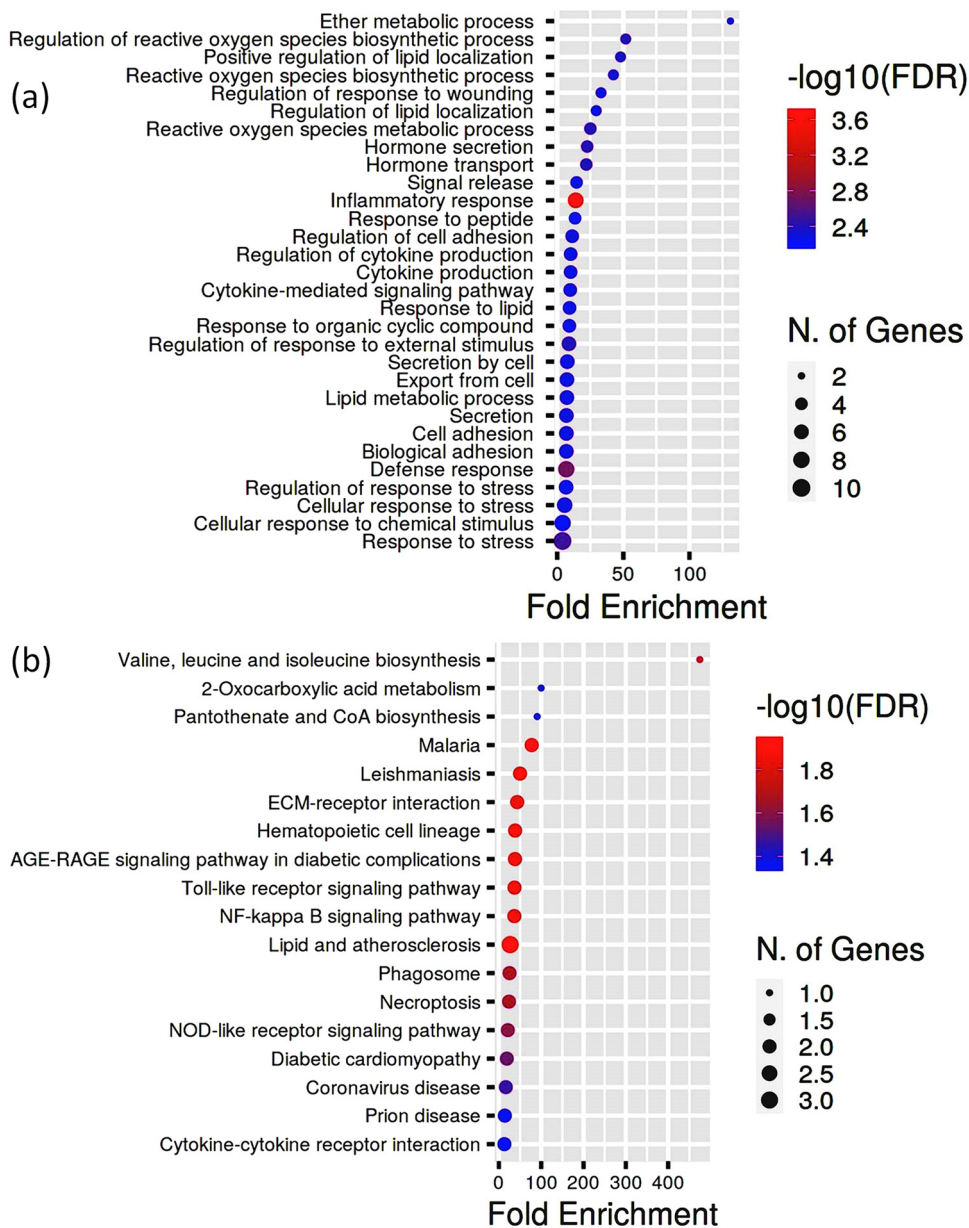 (a)
Ether metabolic process
Regulation of reactive oxygen species biosynthetic process
Positive regulation of lipid localization
Reactive oxygen species biosynthetic process
Regulation of response to wounding
Regulation of lipid localization
Reactive oxygen species metabolic process
Hormone secretion
Hormone transport
Signal release
Inflammatory response
Response to peptide
Regulation of cell adhesion
Regulation of cytokine production
Cytokine production
Cytokine-mediated signaling pathway
Response to lipid
Response to organic cyclic compound
Regulation of response to external stimulus
Secretion by cell
Export from cell
Lipid metabolic process
Secretion
Cell adhesion
Biological adhesion
Defense response
Regulation of response to stress
Cellular response to stress
Cellular response to chemical stimulus
Response to stress
0 50 100
Fold Enrichment
-log10(FDR)
3.6
3.2
2.8
2.4
N. of Genes
2
4
6
8
10
(b)
Valine, leucine and isoleucine biosynthesis
2-Oxocarboxylic acid metabolism
Pantothenate and CoA biosynthesis
Malaria
Leishmaniasis
ECM-receptor interaction
Hematopoietic cell lineage
AGE-RAGE signaling pathway in diabetic complications
Toll-like receptor signaling pathway
NF-kappa B signaling pathway
Lipid and atherosclerosis
Phagosome
Necroptosis
NOD-like receptor signaling pathway
Diabetic cardiomyopathy
Coronavirus disease
Prion disease
Cytokine-cytokine receptor interaction
0 100 200 300 400
Fold Enrichment
-log10(FDR)
1.8
1.6
1.4
N. of Genes
1.0
1.5
2.0
2.5
3.0